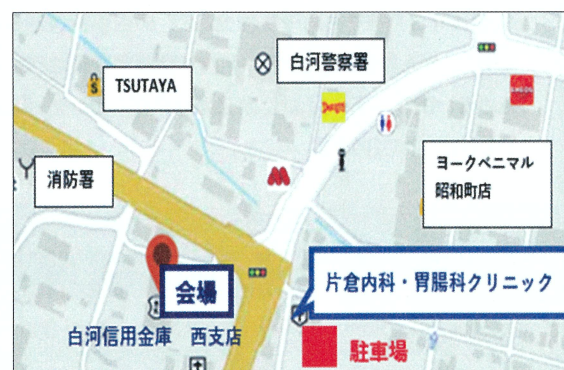 白河警察署
TSUTAYA
ENEOS
ヨークベニマル
昭和町店
消防署
会場
片倉内科・胃腸科クリニック
白河信用金庫 西支店
駐車場